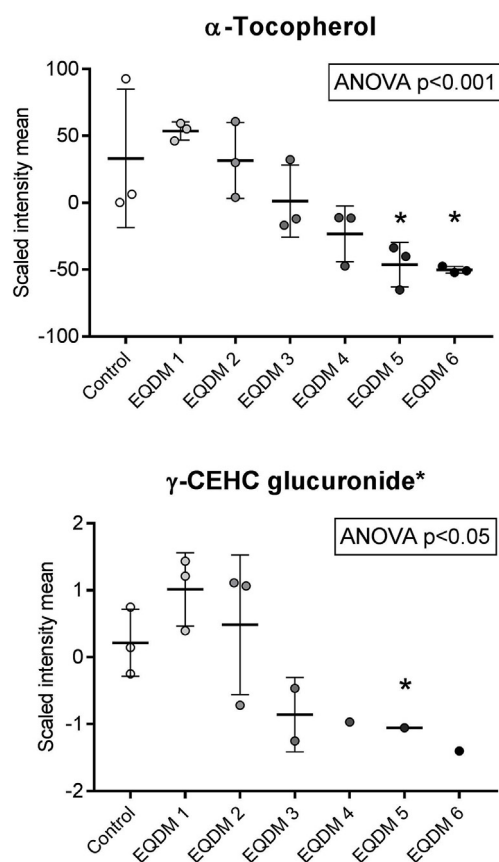 α-Tocopherol
ANOVA p<0.001
Scaled intensity mean
100
50
0
-50
-100
*
*
Control
EQDM 1
EQDM 2
EQDM 3
EQDM 4
EQDM 5
EQDM 6
γ-CEHC glucuronide*
ANOVA p<0.05
Scaled intensity mean
2
1
0
-1
-2
*
Control
EQDM 1
EQDM 2
EQDM 3
EQDM 4
EQDM 5
EQDM 6